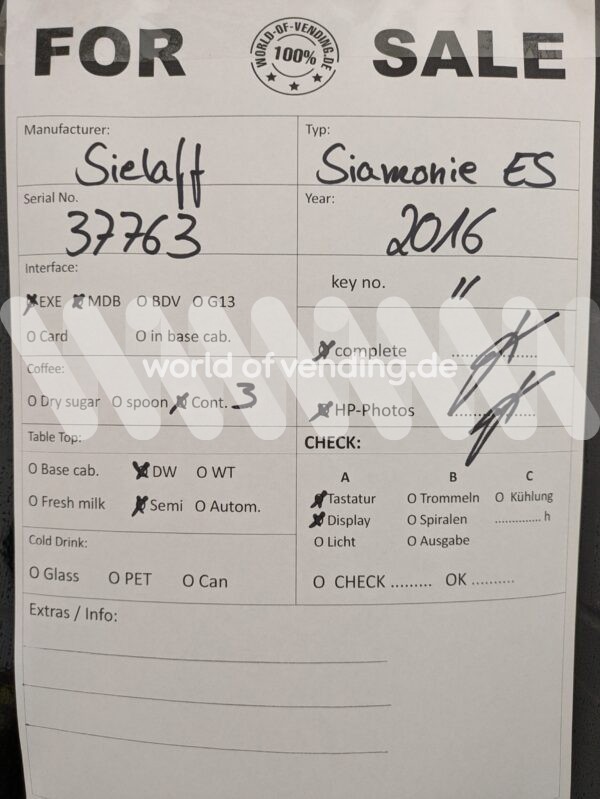 FOR
WORLD-OF-VENDING.DE
100%
SALE
Manufacturer:
Sielaff
Typ:
Siamonie ES
Serial No.
37763
Year:
2016
Interface:
EXE MDB O BDV O G13
O Card O in base cab.
key no. "
complete
HP-Photos
world of vending.de
Coffee:
O Dry sugar O spoon Cont. 3
Table Top:
O Base cab. DW O WT
O Fresh milk Semi O Autom.
CHECK:
A B C
Tastatur O Trommeln O Kühlung
Display O Spiralen .............. h
O Licht O Ausgabe
O CHECK ......... OK ..........
Cold Drink:
O Glass O PET O Can
Extras / Info: